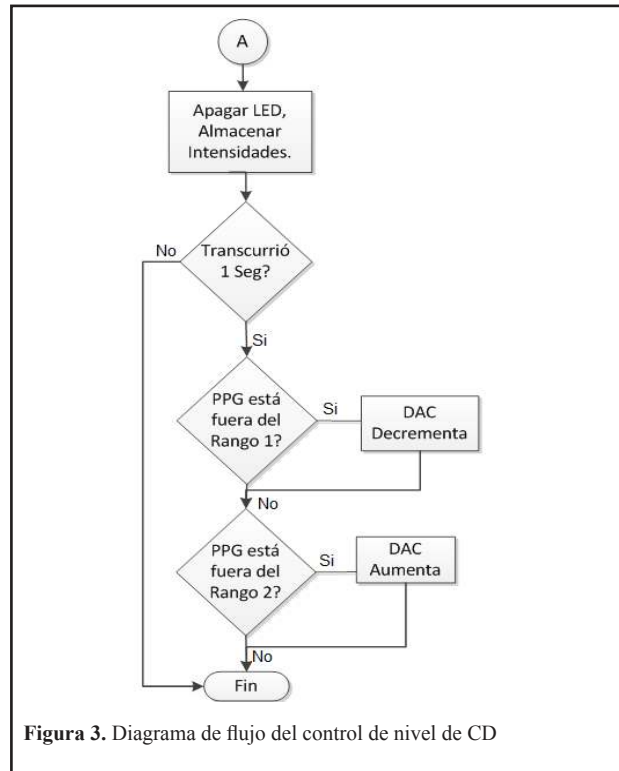 A
Apagar LED,
Almacenar
Intensidades.
No
Transcurrió
1 Seg?
Si
PPG está
fuera del
Rango 1?
Si
DAC
Decrementa
No
PPG está
fuera del
Rango 2?
Si
DAC
Aumenta
No
Fin
Figura 3. Diagrama de flujo del control de nivel de CD